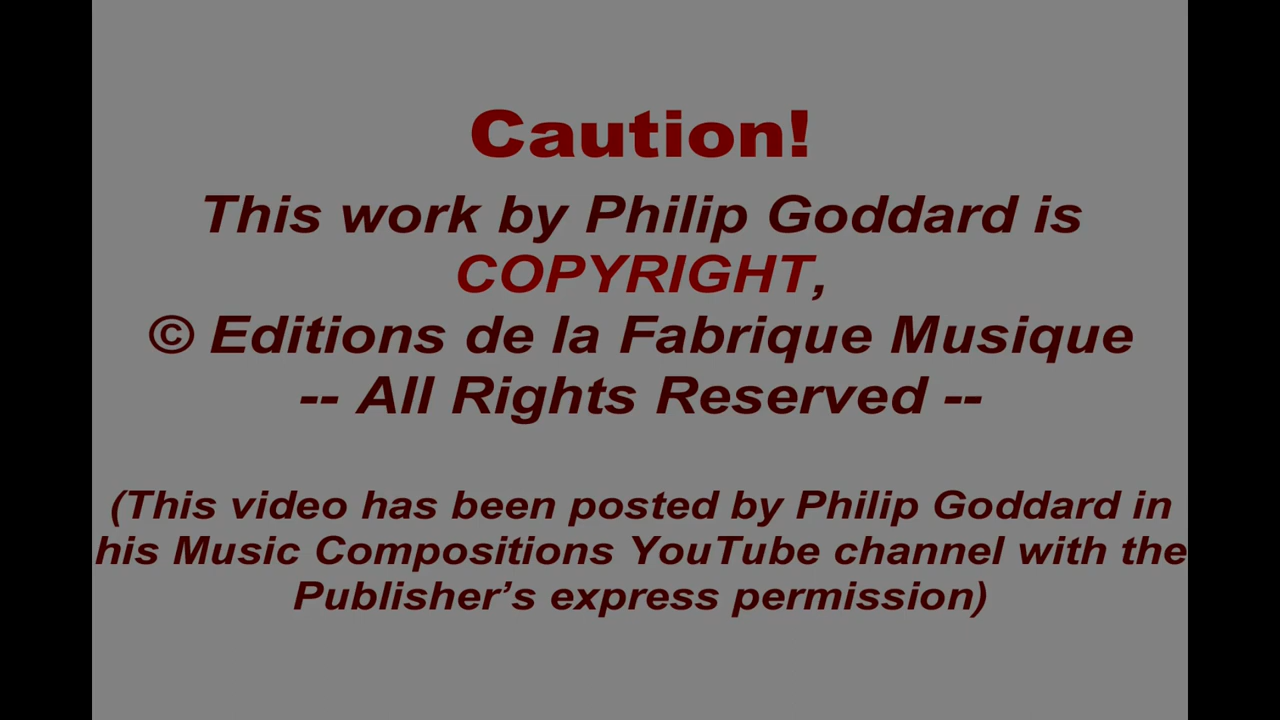 Caution!
This work by Philip Goddard is
COPYRIGHT,
© Editions de la Fabrique Musique
-- All Rights Reserved --
(This video has been posted by Philip Goddard in
his Music Compositions YouTube channel with the
Publisher’s express permission)